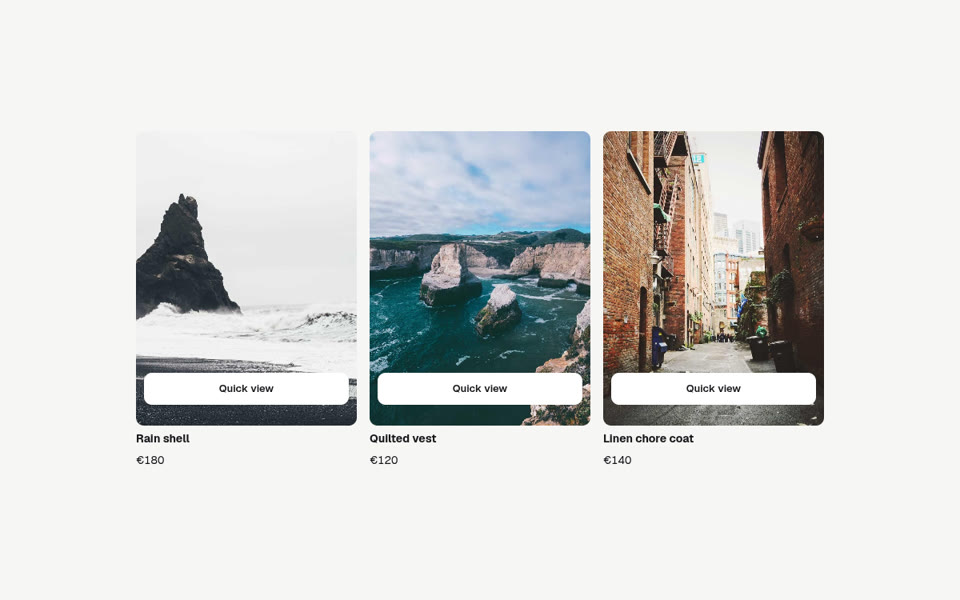 Quick view
Quick view
Quick view
Rain shell
Quilted vest
Linen chore coat
€180
€120
€140